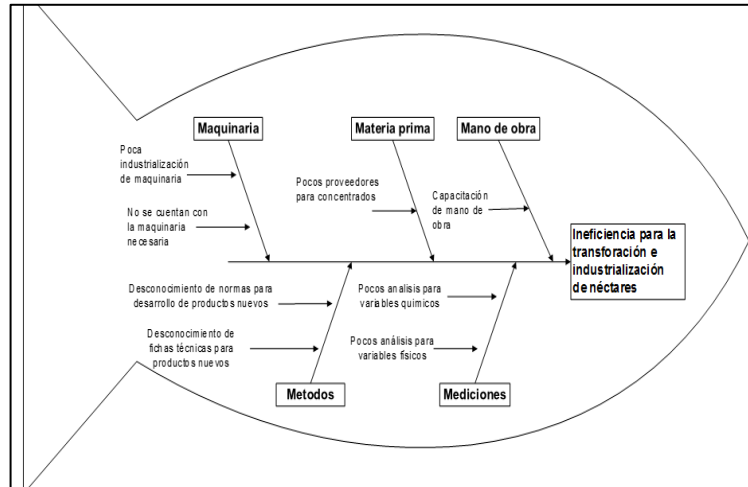 Maquinaria
Materia prima
Mano de obra
Poca
industrialización
de maquinaria
No se cuentan con
la maquinaria
necesaria
Pocos proveedores
para concentrados
Capacitación
de mano de
obra
Ineficiencia para la
transforación e
industrialización
de néctares
Desconocimiento de normas para
desarrollo de productos nuevos
Desconocimiento de
fichas técnicas para
productos nuevos
Pocos analisis para
variables quimicos
Pocos análisis para
variables físicos
Metodos
Mediciones